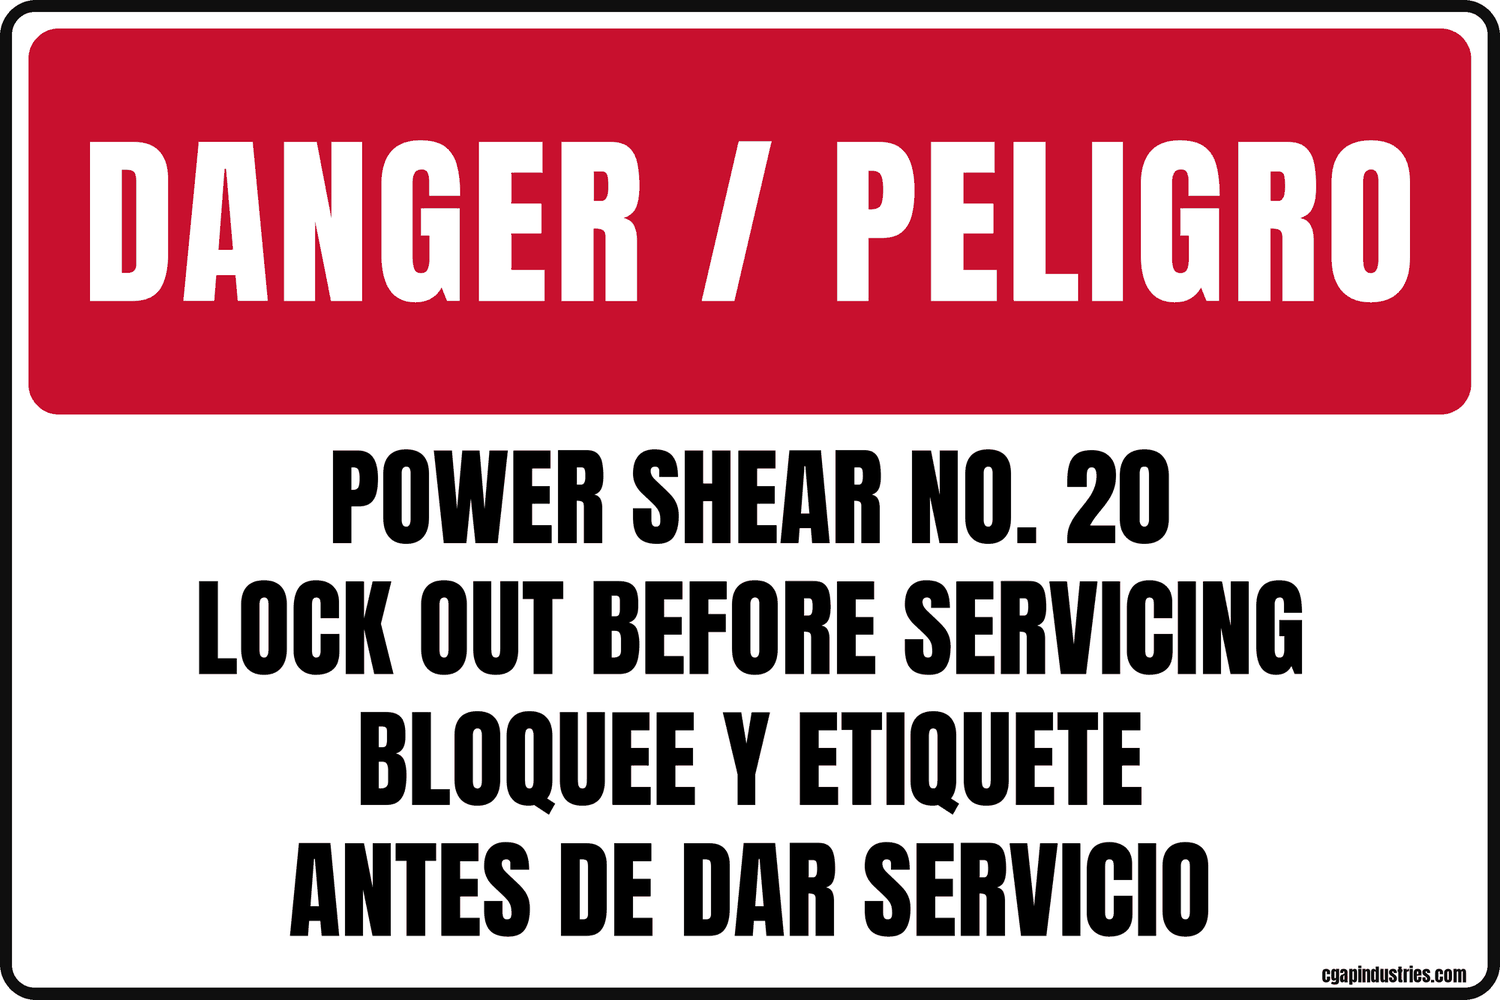 DANGER / PELIGRO
POWER SHEAR NO. 20
LOCK OUT BEFORE SERVICING
BLOQUEE Y ETIQUETE
ANTES DE DAR SERVICIO
cgapindustries.com